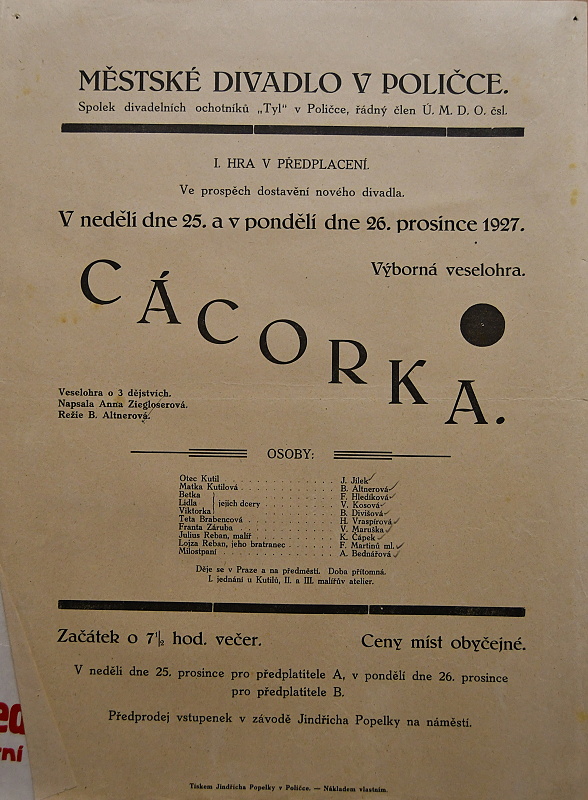 MĚSTSKÉ DIVADLO V POLIČCE.
Spolek divadelních ochotníků „Tyl“ v Poličce, řádný člen Ú. M. D. O. čsl.
I. HRA V PŘEDPLACENÍ.
Ve prospěch dostavění nového divadla.
V neděli dne 25. a v pondělí dne 26. prosince 1927.
Výborná veselohra.
CÁCORKA.
Veselohra o 3 dějstvích.
Napsala Anna Ziegloserová.
Režie B. Altnerová.
OSOBY:
Otec Kutil . . . . . . . . . . . J. Jílek
Matka Kutilová . . . . . . . . . . B. Altnerová
Betka F. Hledíková
Lidla } jejich dcery . . . . . . . . V. Kosová
Viktorka B. Divišová
Teta Brabencová . . . . . . . . . H. Vraspírová
Franta Záruba . . . . . . . . . . V. Maruška
Julius Reban, malíř . . . . . . . . K. Čápek
Lojza Reban, jeho bratranec . . . . . . F. Martinů ml.
Milostpaní . . . . . . . . . . . A. Bednářová
Děje se v Praze a na předměstí. Doba přítomná.
I. jednání u Kutilů, II. a III. malířův atelier.
Začátek o 7½ hod. večer. Ceny míst obyčejné.
V neděli dne 25. prosince pro předplatitele A, v pondělí dne 26. prosince
pro předplatitele B.
Předprodej vstupenek v závodě Jindřicha Popelky na náměstí.
ed
rní
Tiskem Jindřicha Popelky v Poličce. — Nákladem vlastním.